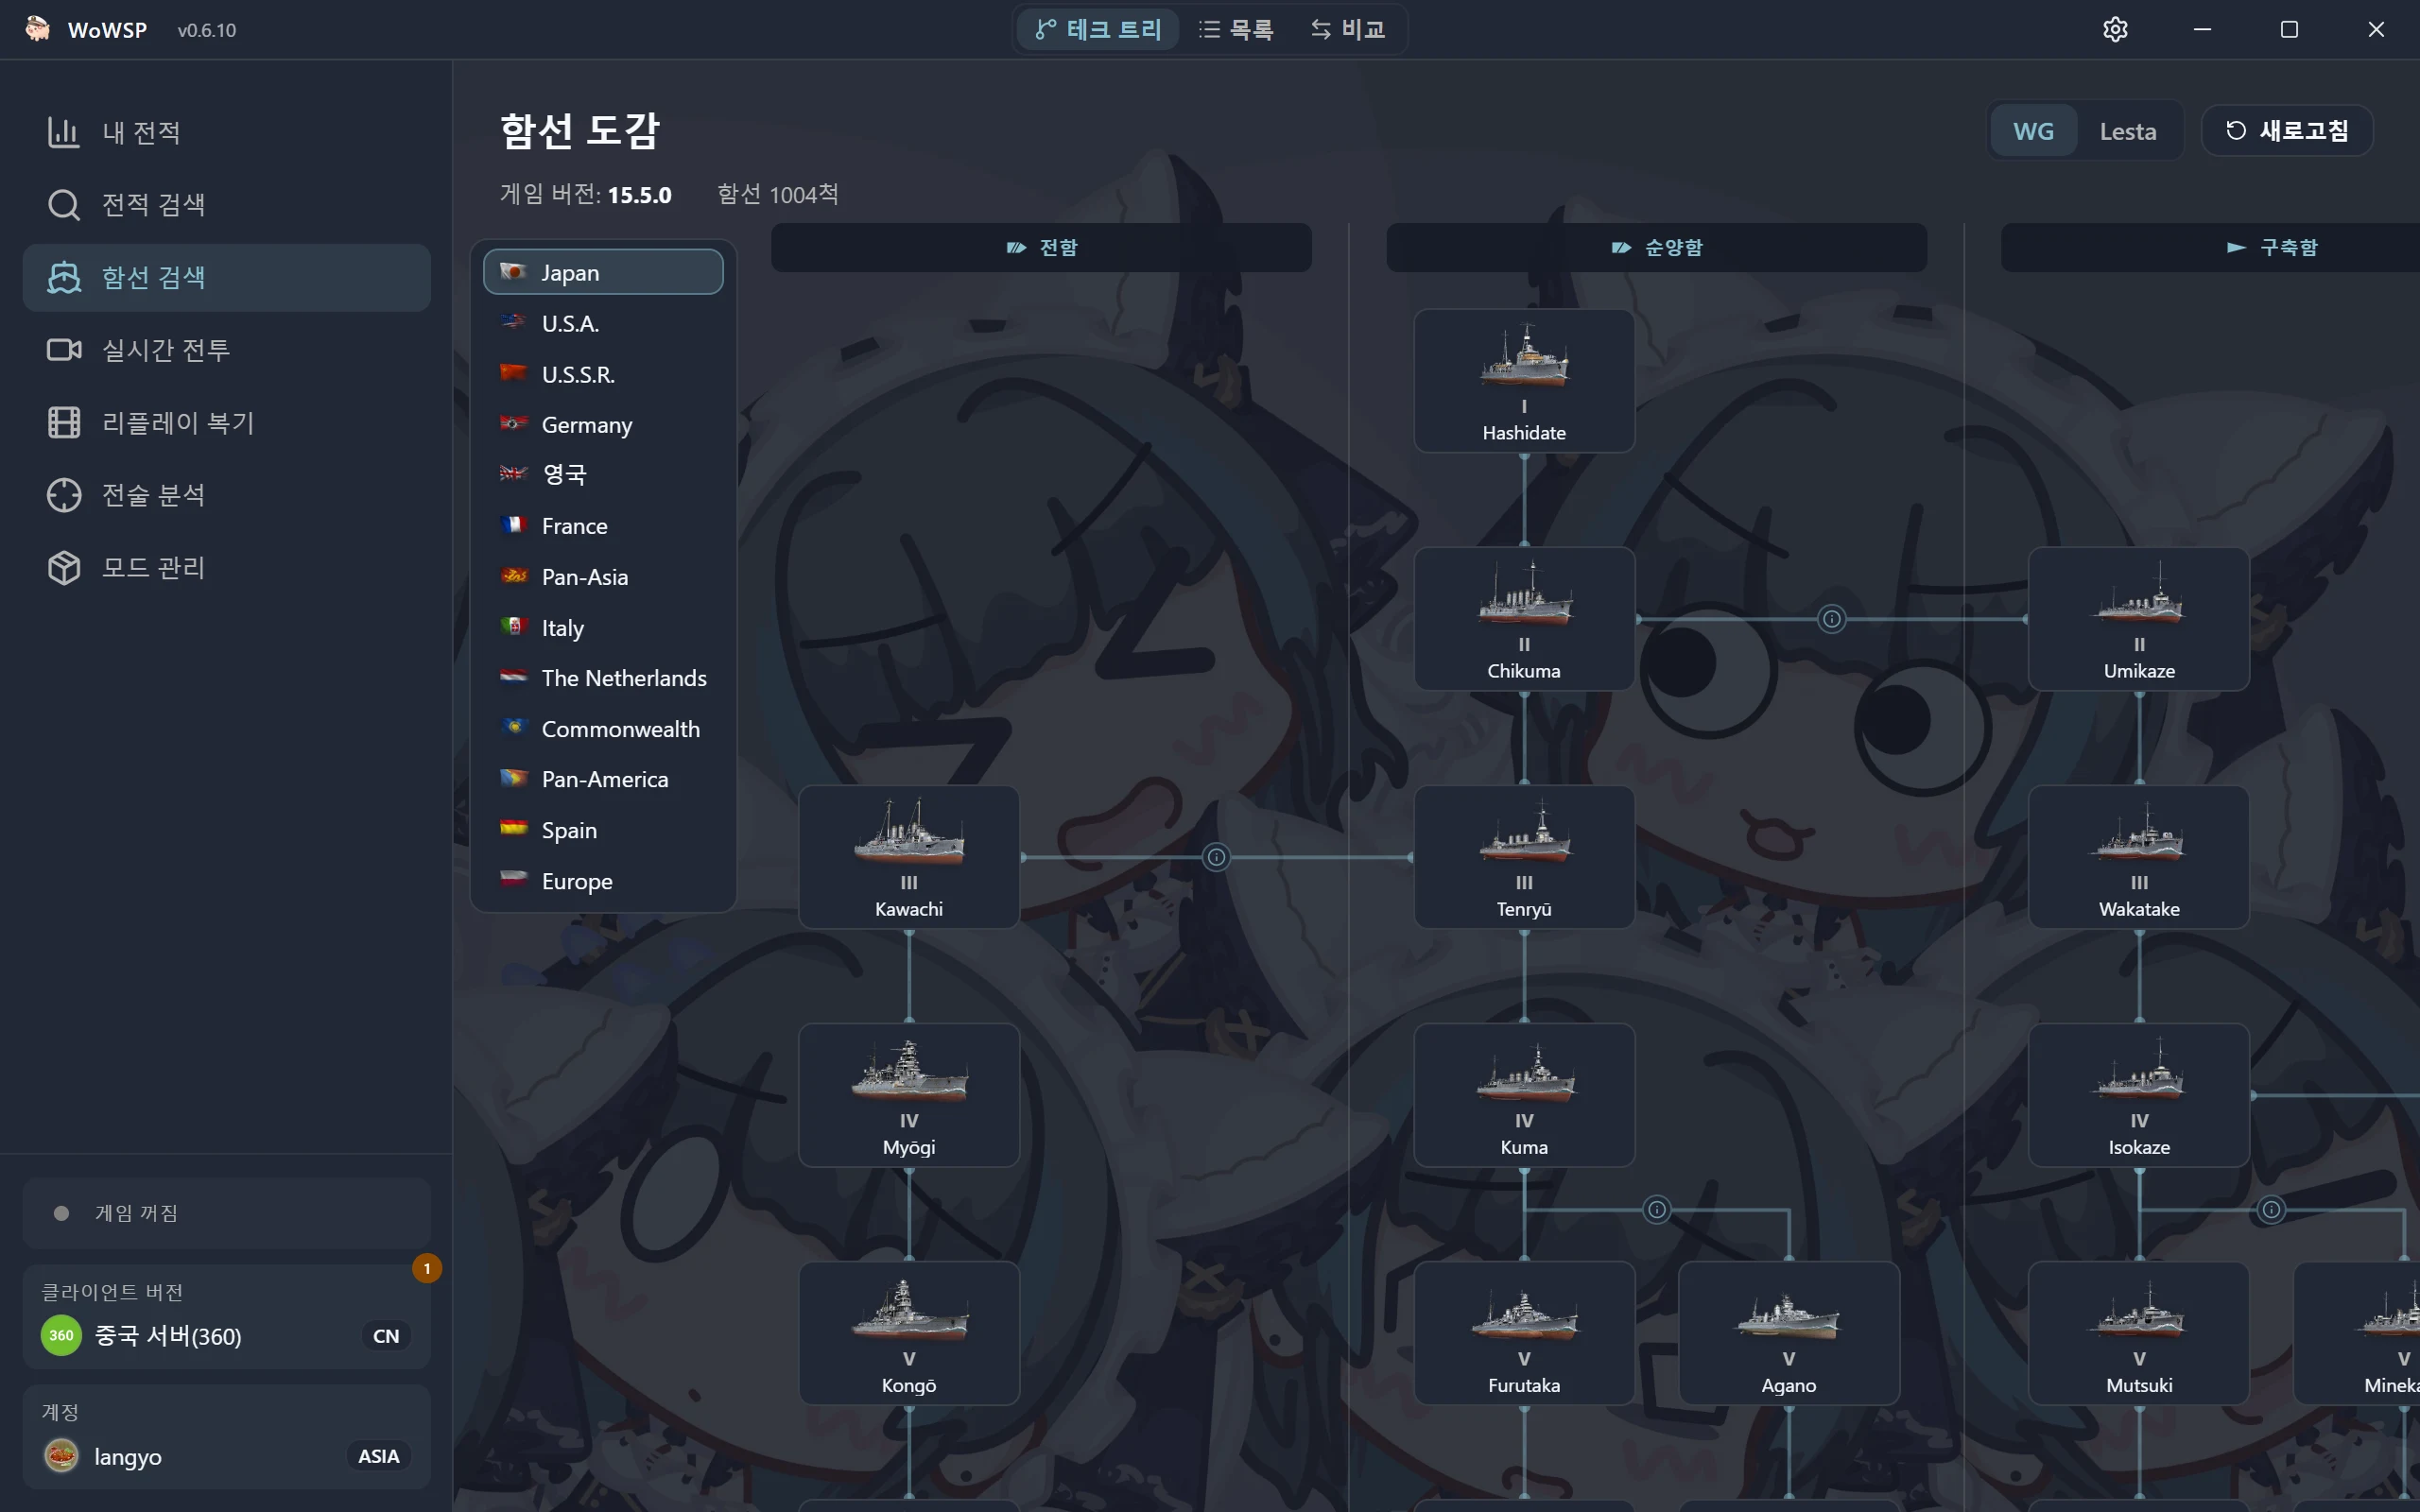 WoWSP v0.6.10
테크 트리 목록 비교
내 전적
전적 검색
함선 검색
실시간 전투
리플레이 복기
전술 분석
모드 관리
게임 꺼짐
1
클라이언트 버전
360 중국 서버(360) CN
계정
langyo ASIA
함선 도감
WG Lesta 새로고침
게임 버전: 15.5.0 함선 1004척
Japan
U.S.A.
U.S.S.R.
Germany
영국
France
Pan-Asia
Italy
The Netherlands
Commonwealth
Pan-America
Spain
Europe
전함 순양함 구축함
I
Hashidate
II II
Chikuma Umikaze
III III III
Kawachi Tenryū Wakatake
IV IV IV
Myōgi Kuma Isokaze
V V V V V
Kongō Furutaka Agano Mutsuki